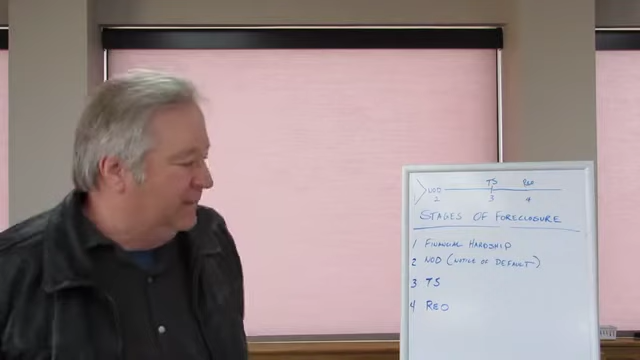 NOD TS REO
2 3 4
STAGES OF FORECLOSURE
1 FINANCIAL HARDSHIP
2 NOD (NOTICE OF DEFAULT)
3 TS
4 REO